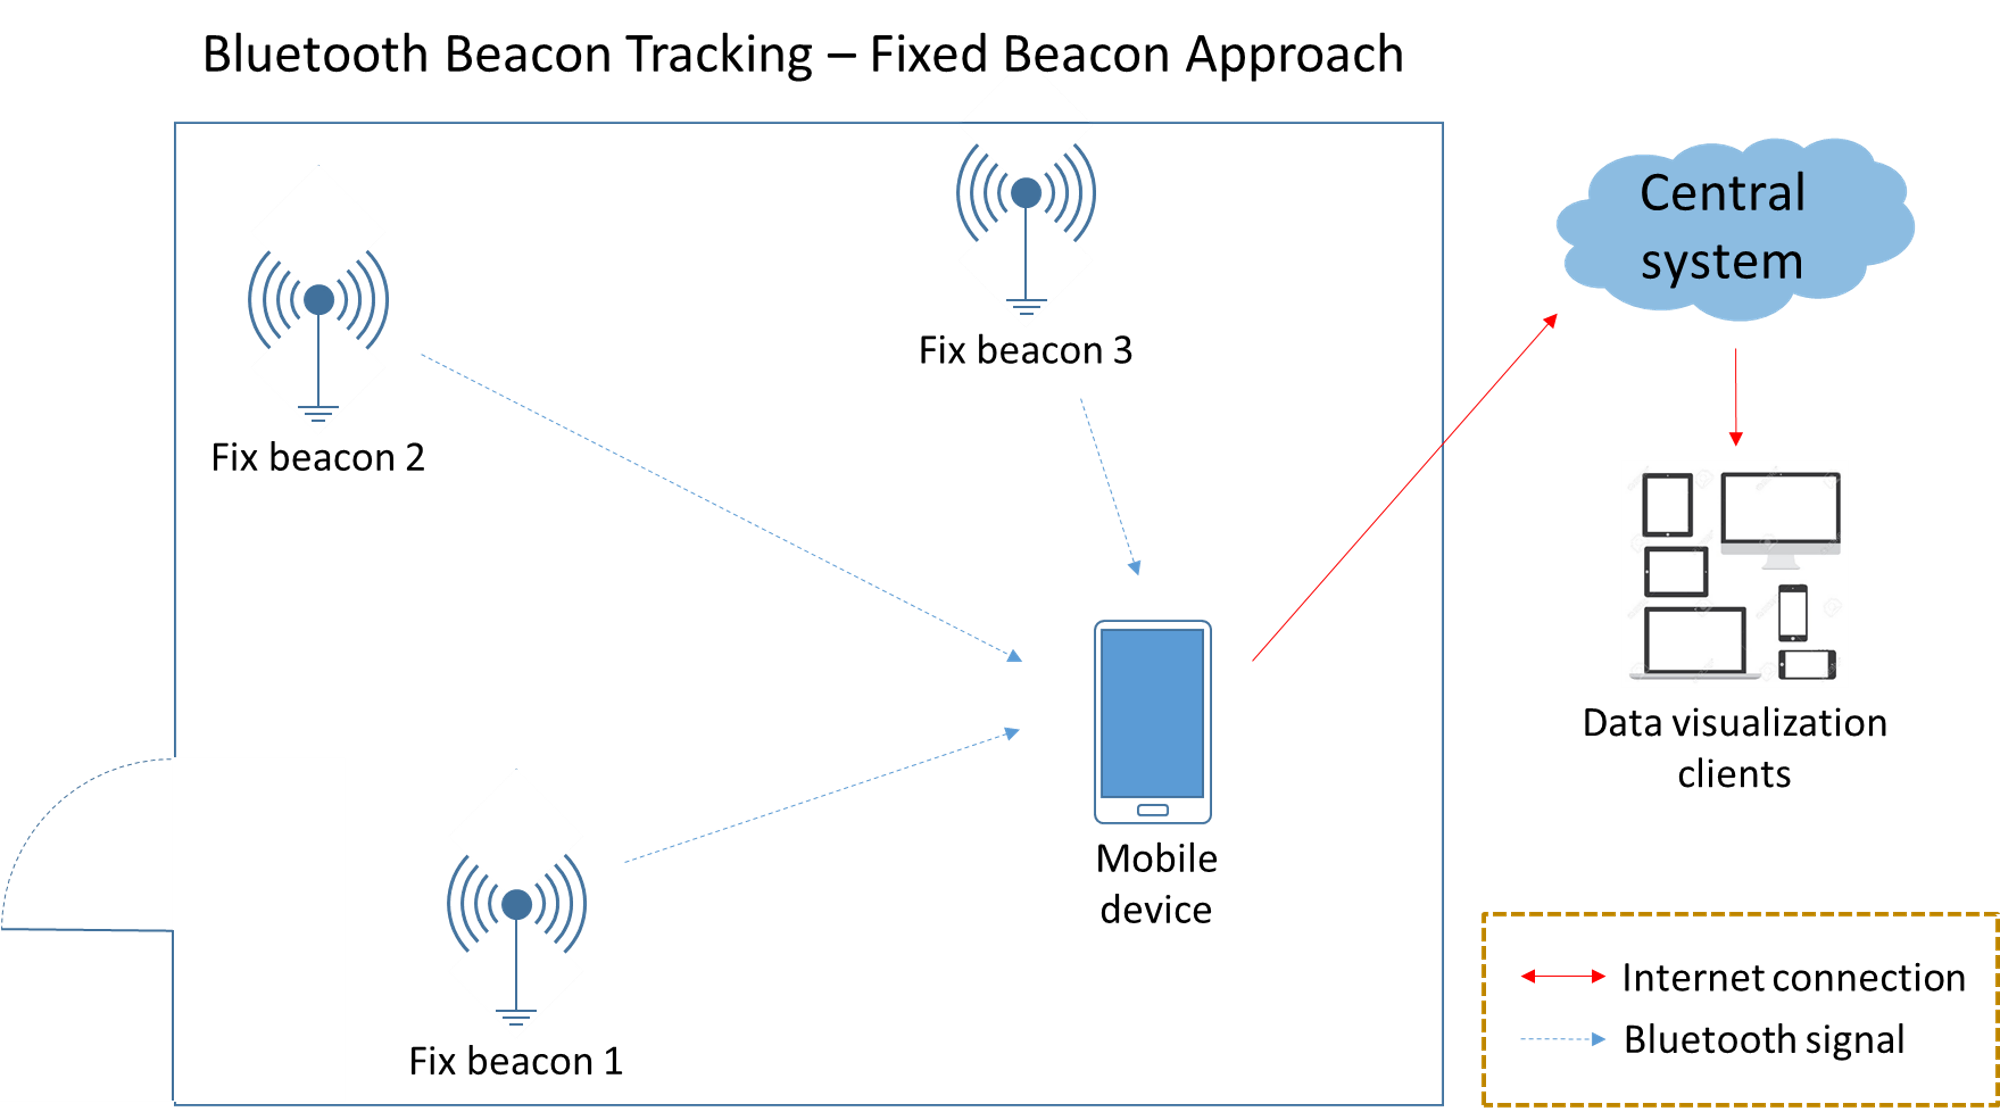 Bluetooth Beacon Tracking – Fixed Beacon Approach
Central
system
Fix beacon 3
Fix beacon 2
Data visualization
clients
Mobile
device
Fix beacon 1
Internet connection
Bluetooth signal